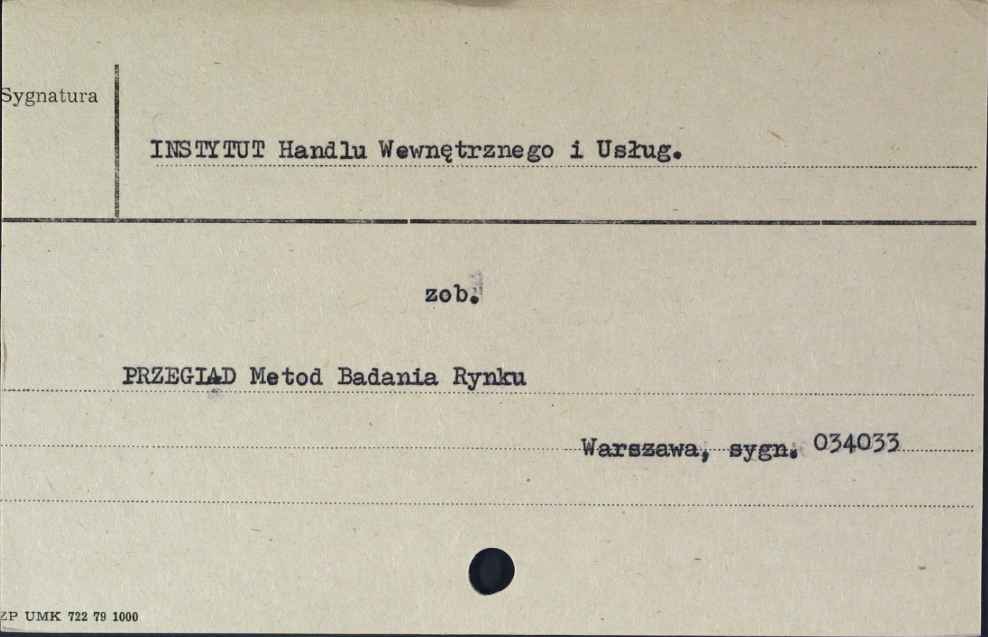 Sygnatura
INSTYTUT Handlu Wewnętrznego i Usług.
zob.
PRZEGLĄD Metod Badania Rynku
Warszawa, sygn. 034033
ZP UMK 722 79 1000